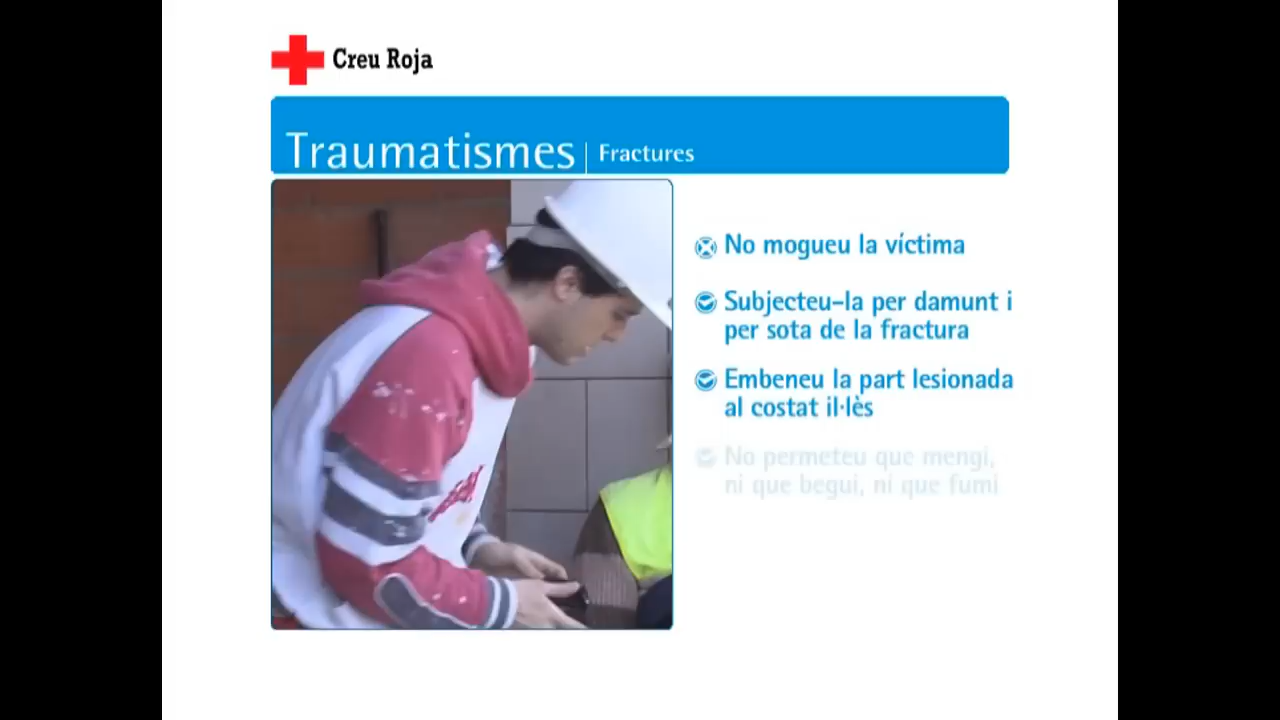 Creu Roja
Traumatismes | Fractures
No mogueu la víctima
Subjecteu-la per damunt i
per sota de la fractura
Embeneu la part lesionada
al costat il·lès
No permeteu que mengi,
ni que begui, ni que fumi